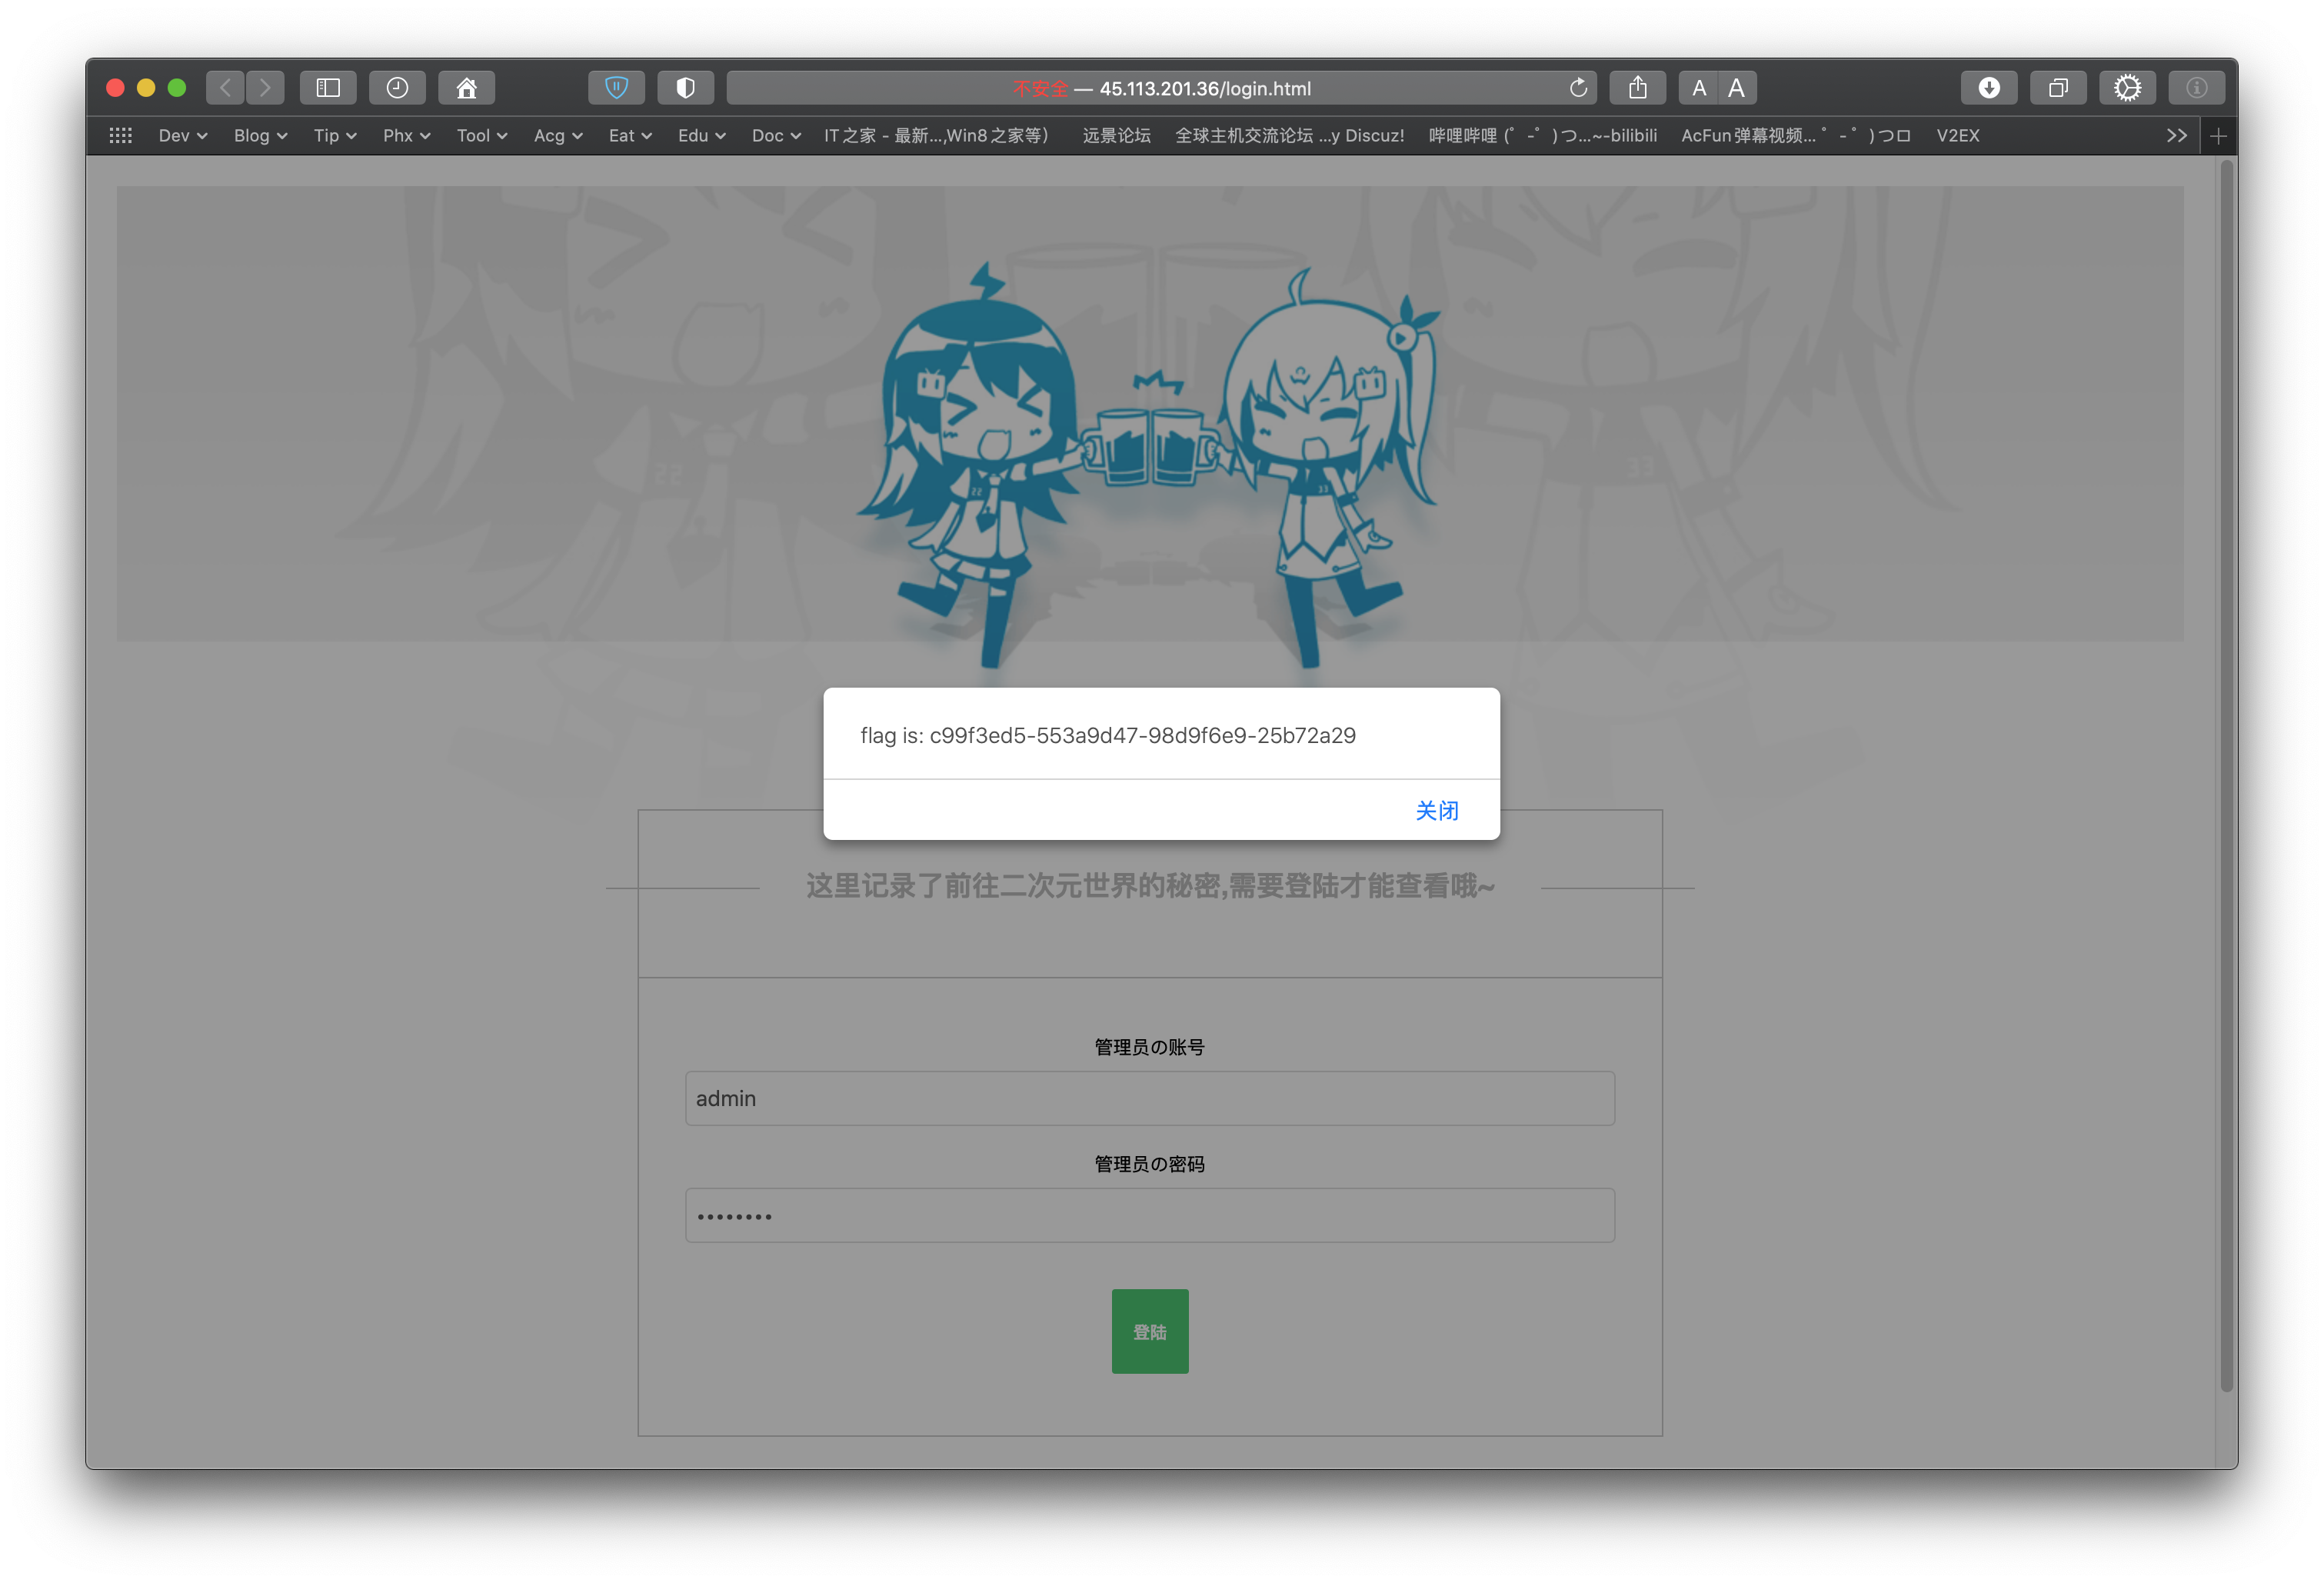 不安全 — 45.113.201.36/login.html
A A
Dev Blog Tip Phx Tool Acg Eat Edu Doc IT之家 - 最新...,Win8之家等） 远景论坛 全球主机交流论坛 ...y Discuz! 哔哩哔哩 (゜-゜)つ...~-bilibili AcFun弹幕视频...゜-゜)つロ V2EX
22 33
22 33
flag is: c99f3ed5-553a9d47-98d9f6e9-25b72a29
关闭
这里记录了前往二次元世界的秘密,需要登陆才能查看哦~
管理员の账号
admin
管理员の密码
••••••••
登陆